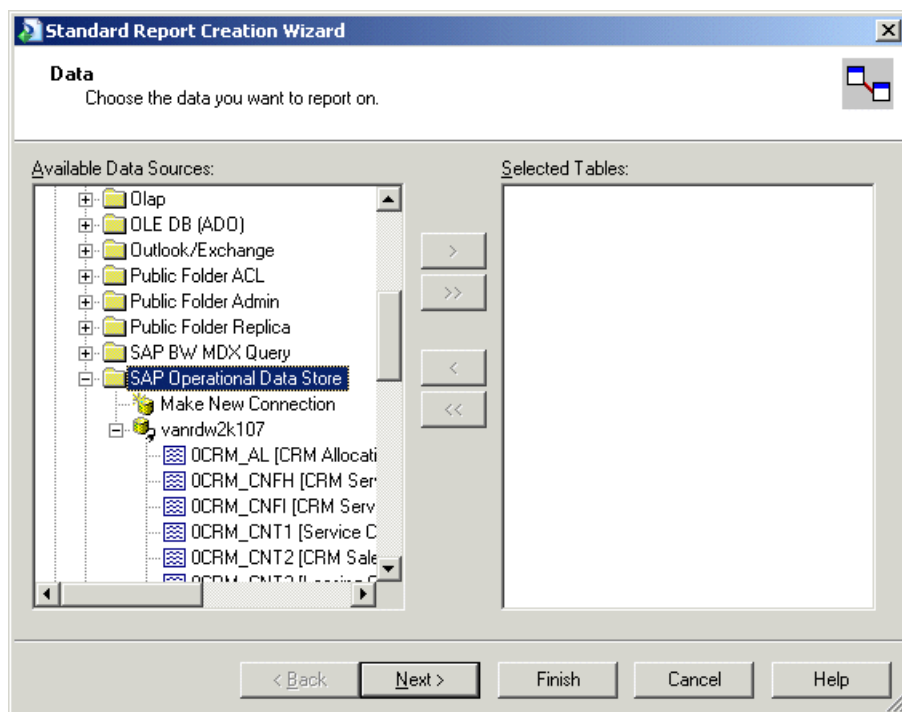 Standard Report Creation Wizard
Data
Choose the data you want to report on.
Available Data Sources:
Olap
OLE DB (ADO)
Outlook/Exchange
Public Folder ACL
Public Folder Admin
Public Folder Replica
SAP BW MDX Query
SAP Operational Data Store
Make New Connection
vanrdw2k107
0CRM_AL [CRM Allocati
0CRM_CNFH [CRM Ser
0CRM_CNFI [CRM Serv
0CRM_CNT1 [Service C
0CRM_CNT2 [CRM Sale
>
>>
<
<<
Selected Tables:
< Back
Next >
Finish
Cancel
Help